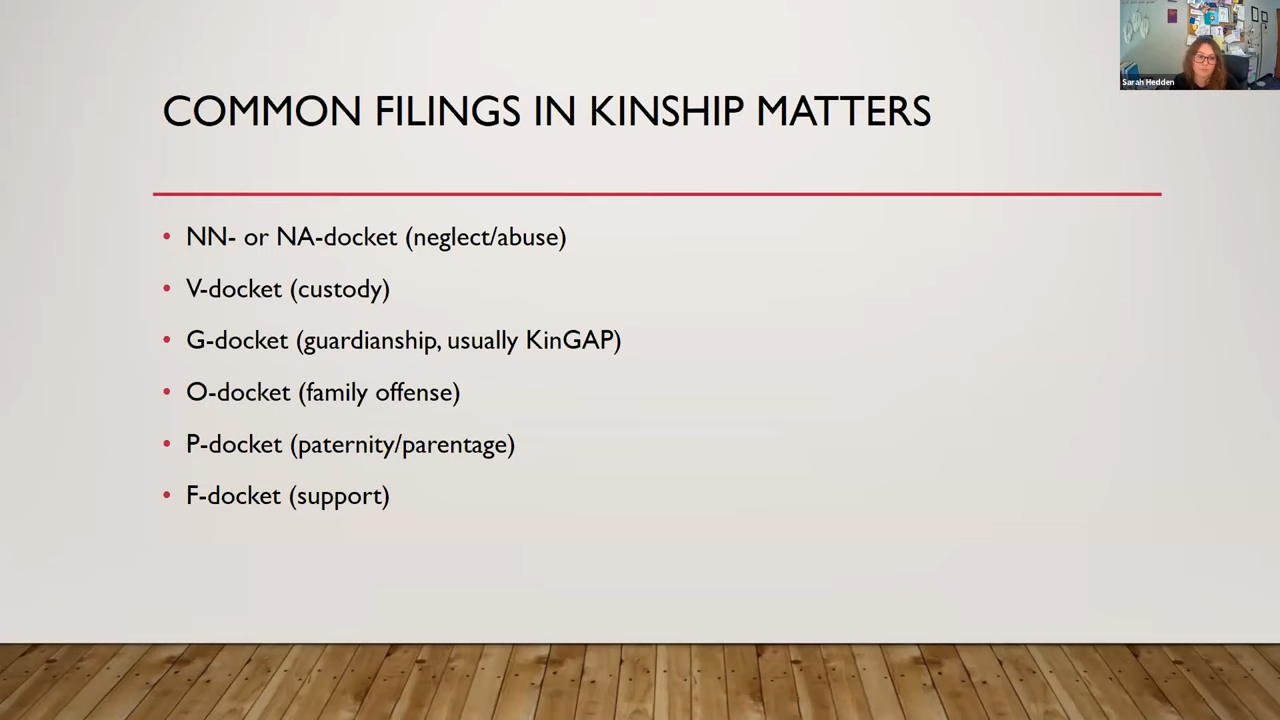 Sarah Hedden
COMMON FILINGS IN KINSHIP MATTERS
• NN- or NA-docket (neglect/abuse)
• V-docket (custody)
• G-docket (guardianship, usually KinGAP)
• O-docket (family offense)
• P-docket (paternity/parentage)
• F-docket (support)